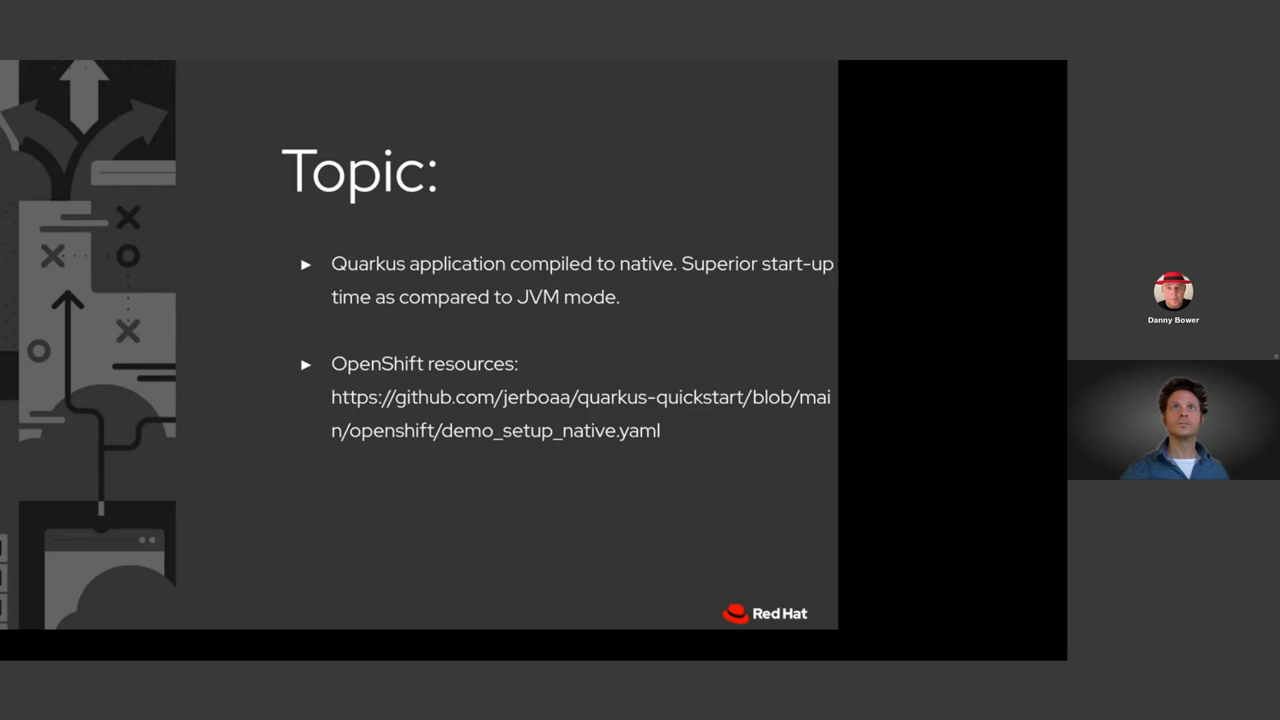 Topic:
► Quarkus application compiled to native. Superior start-up
time as compared to JVM mode.
► OpenShift resources:
https://github.com/jerboaa/quarkus-quickstart/blob/mai
n/openshift/demo_setup_native.yaml
Red Hat
Danny Bower